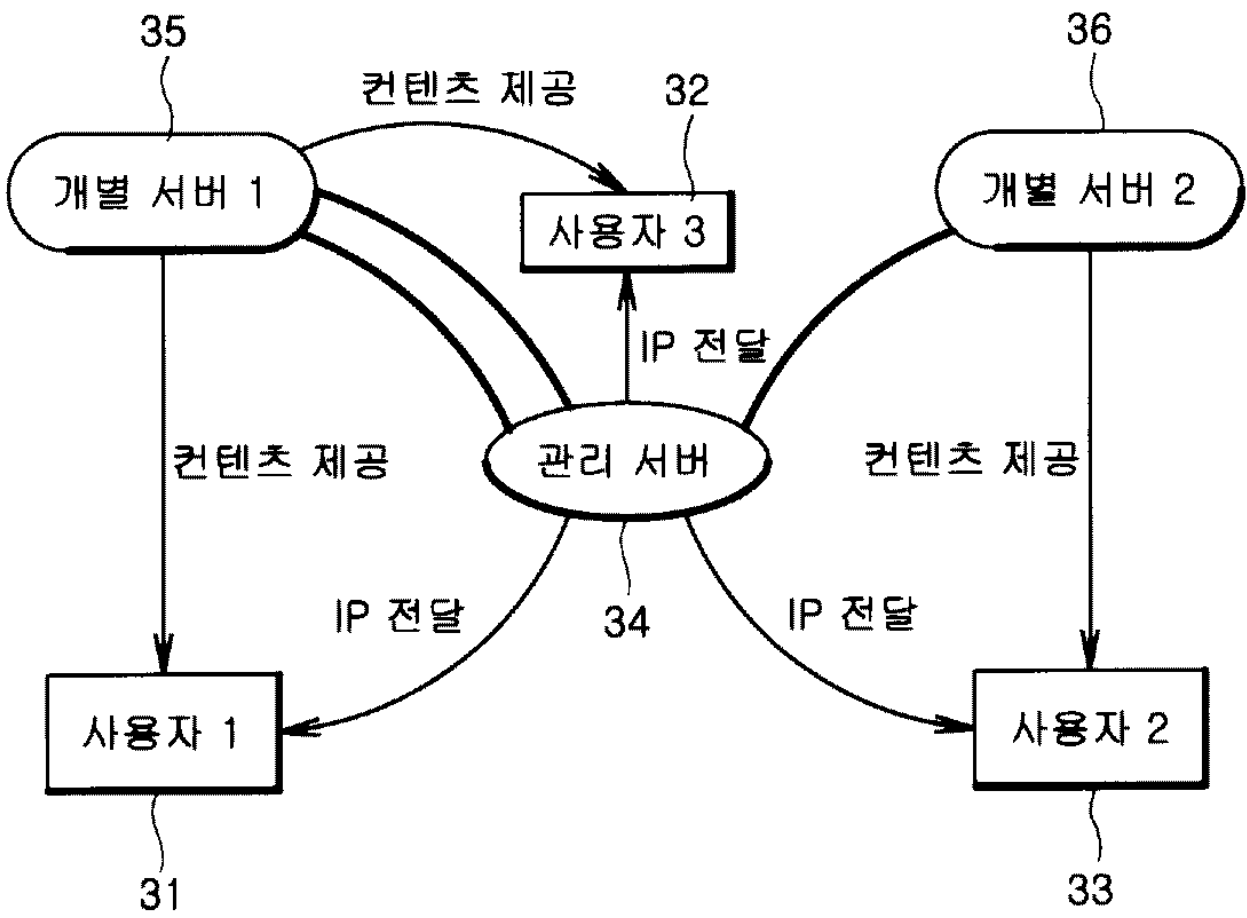 35
36
컨텐츠 제공
32
개별 서버 1
개별 서버 2
사용자 3
IP 전달
관리 서버
컨텐츠 제공
컨텐츠 제공
IP 전달
34
IP 전달
사용자 1
사용자 2
31
33